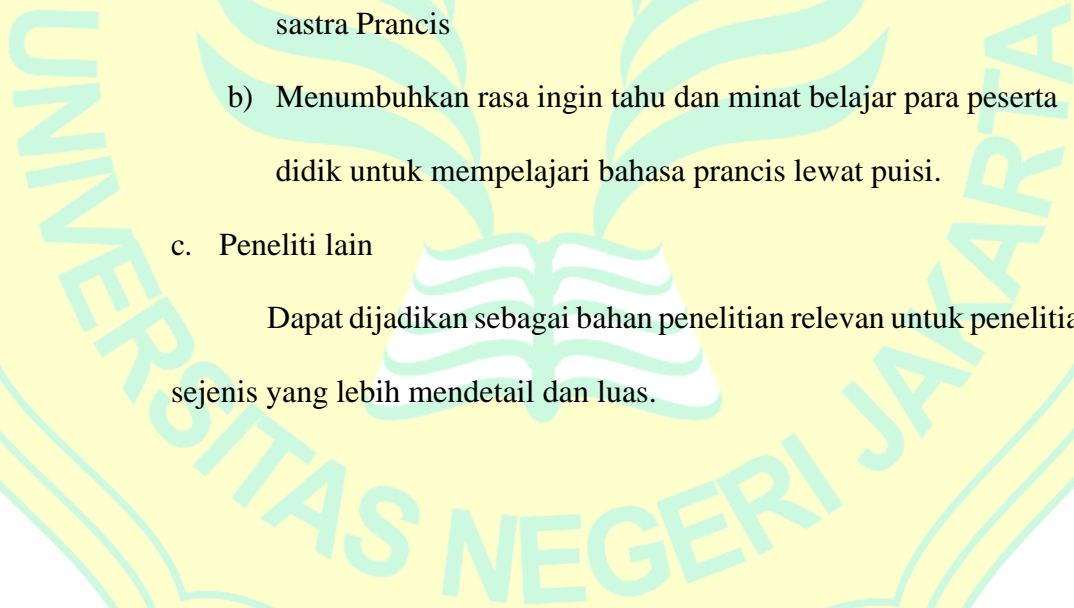 sastra Prancis
b) Menumbuhkan rasa ingin tahu dan minat belajar para peserta
didik untuk mempelajari bahasa prancis lewat puisi.
c. Peneliti lain
Dapat dijadikan sebagai bahan penelitian relevan untuk
sejenis yang lebih mendetail dan luas.
UNIVERSITAS NEGERI JAKARTA